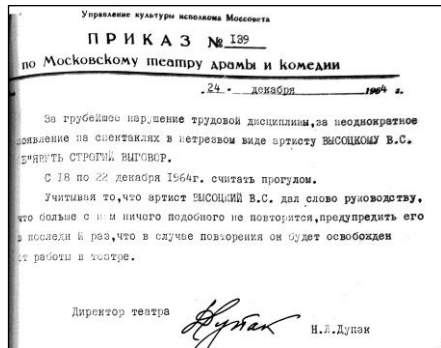 Управление культуры исполкома Моссовета
ПРИКАЗ № 139
по Московскому театру драмы и комедии
24 - декабря 1964 г.
За грубейшее нарушение трудовой дисциплины, за неоднократное
появление на спектаклях в нетрезвом виде артисту ВЫСОЦКОМУ В.С.
ОБ"ЯВИТЬ СТРОГИЙ ВЫГОВОР.
С 18 по 22 декабря 1964г. считать прогулом.
Учитывая то, что артист ВЫСОЦКИЙ В.С. дал слово руководству,
что больше с ним ничего подобного не повторится, предупредить его
в последний раз, что в случае повторения он будет освобожден
от работы в театре.
Директор театра
Дупак
Н.Л.Дупак